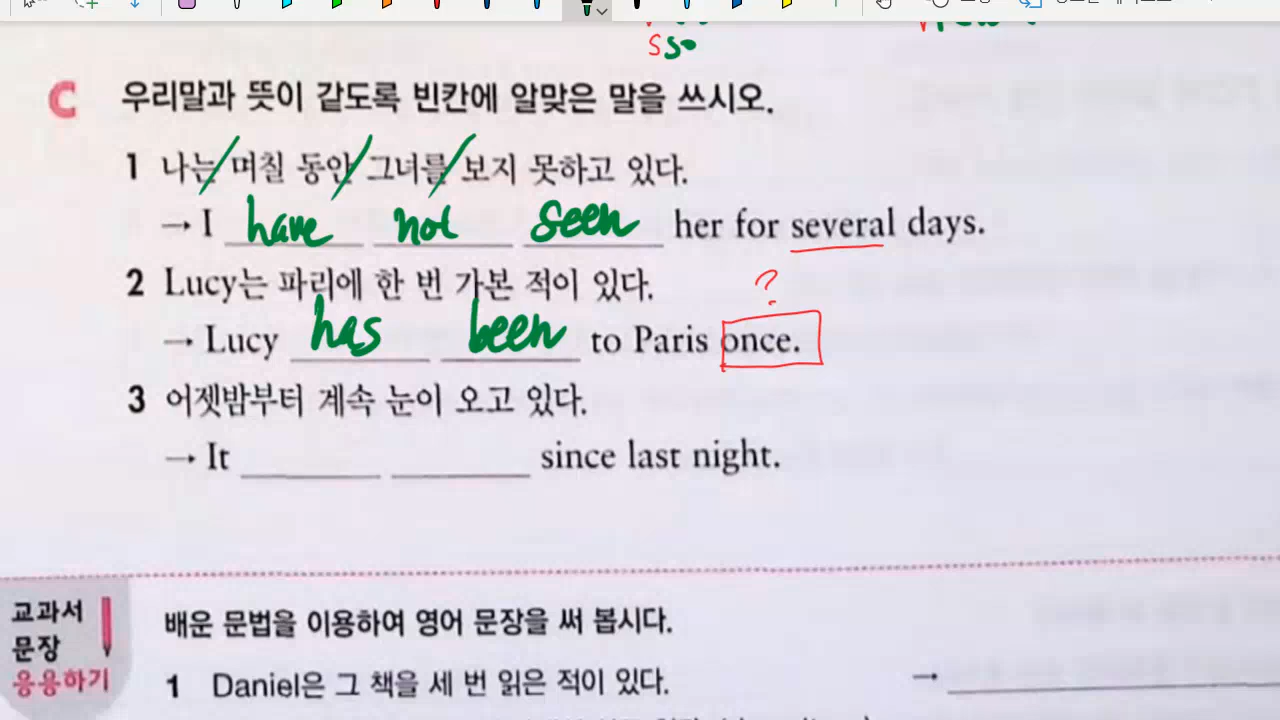 sso
C 우리말과 뜻이 같도록 빈칸에 알맞은 말을 쓰시오.
1 나는/며칠 동안/그녀를/보지 못하고 있다.
→ I have not seen her for several days.
2 Lucy는 파리에 한 번 가본 적이 있다. ?
→ Lucy has been to Paris once.
3 어젯밤부터 계속 눈이 오고 있다.
→ It since last night.
교과서
문장
응용하기
배운 문법을 이용하여 영어 문장을 써 봅시다.
1 Daniel은 그 책을 세 번 읽은 적이 있다. →